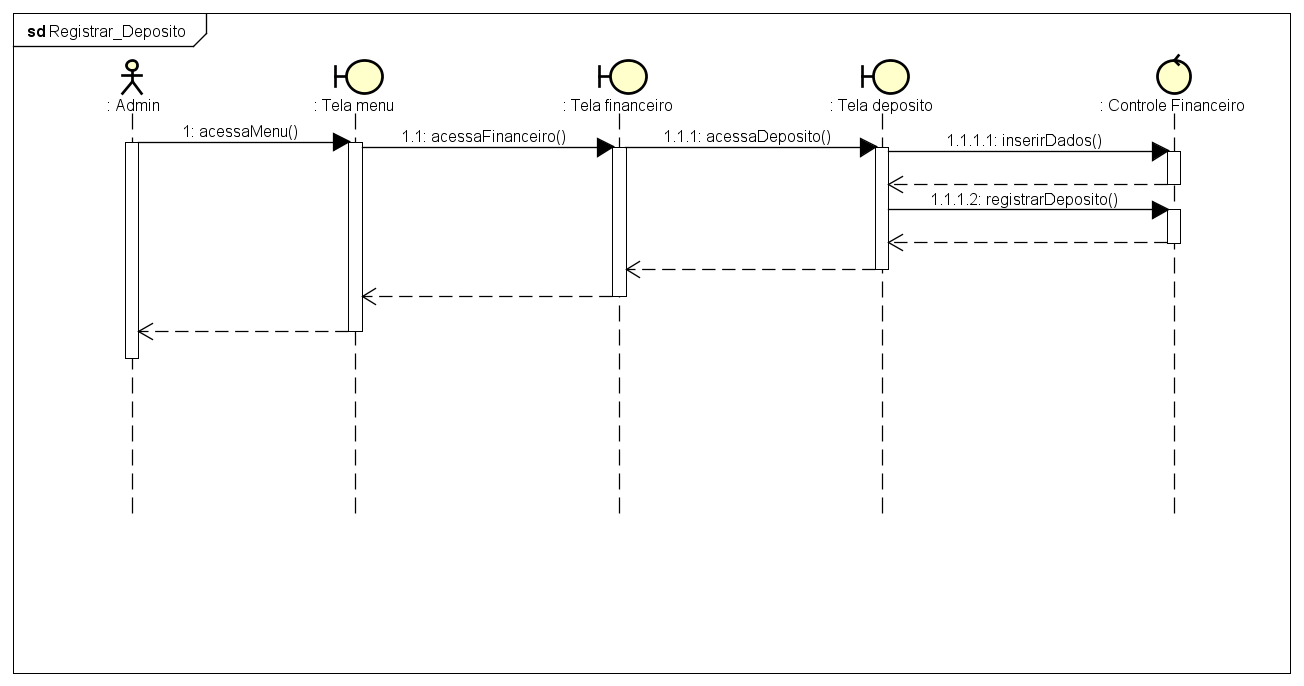 sd Registrar_Deposito
: Admin
: Tela menu
: Tela financeiro
: Tela deposito
: Controle Financeiro
1: acessaMenu()
1.1: acessaFinanceiro()
1.1.1: acessaDeposito()
1.1.1.1: inserirDados()
1.1.1.2: registrarDeposito()